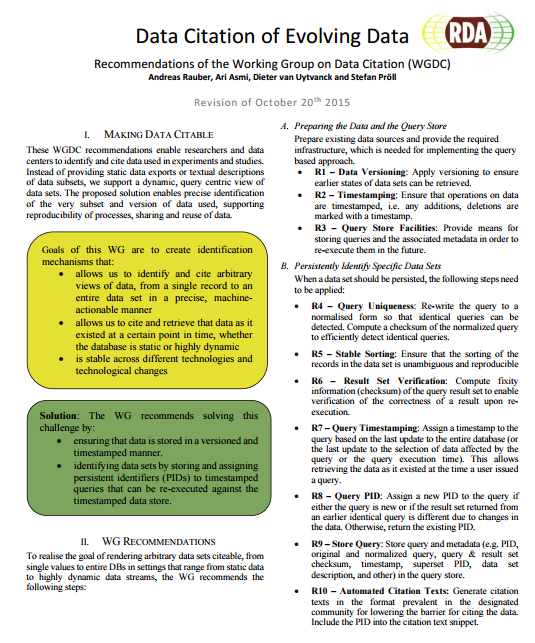 Data Citation of Evolving Data
RDA
Recommendations of the Working Group on Data Citation (WGDC)
Andreas Rauber, Ari Asmi, Dieter van Uytvanck and Stefan Pröll
Revision of October 20th 2015
I. MAKING DATA CITABLE
These WGDC recommendations enable researchers and data
centers to identify and cite data used in experiments and studies.
Instead of providing static data exports or textual descriptions
of data subsets, we support a dynamic, query centric view of
data sets. The proposed solution enables precise identification
of the very subset and version of data used, supporting
reproducibility of processes, sharing and reuse of data.
Goals of this WG are to create identification
mechanisms that:
• allows us to identify and cite arbitrary
views of data, from a single record to an
entire data set in a precise, machine-
actionable manner
• allows us to cite and retrieve that data as it
existed at a certain point in time, whether
the database is static or highly dynamic
• is stable across different technologies and
technological changes
Solution: The WG recommends solving this
challenge by:
• ensuring that data is stored in a versioned and
timestamped manner.
• identifying data sets by storing and assigning
persistent identifiers (PIDs) to timestamped
queries that can be re-executed against the
timestamped data store.
II. WG RECOMMENDATIONS
To realise the goal of rendering arbitrary data sets citeable, from
single values to entire DBs in settings that range from static data
to highly dynamic data streams, the WG recommends the
following steps:
A. Preparing the Data and the Query Store
Prepare existing data sources and provide the required
infrastructure, which is needed for implementing the query
based approach.
• R1 – Data Versioning: Apply versioning to ensure
earlier states of data sets can be retrieved.
• R2 – Timestamping: Ensure that operations on data
are timestamped, i.e. any additions, deletions are
marked with a timestamp.
• R3 – Query Store Facilities: Provide means for
storing queries and the associated metadata in order to
re-execute them in the future.
B. Persistently Identify Specific Data Sets
When a data set should be persisted, the following steps need
to be applied:
• R4 – Query Uniqueness: Re-write the query to a
normalised form so that identical queries can be
detected. Compute a checksum of the normalized query
to efficiently detect identical queries.
• R5 – Stable Sorting: Ensure that the sorting of the
records in the data set is unambiguous and reproducible
• R6 – Result Set Verification: Compute fixity
information (checksum) of the query result set to enable
verification of the correctness of a result upon re-
execution.
• R7 – Query Timestamping: Assign a timestamp to the
query based on the last update to the entire database (or
the last update to the selection of data affected by the
query or the query execution time). This allows
retrieving the data as it existed at the time a user issued
a query.
• R8 – Query PID: Assign a new PID to the query if
either the query is new or if the result set returned from
an earlier identical query is different due to changes in
the data. Otherwise, return the existing PID.
• R9 – Store Query: Store query and metadata (e.g. PID,
original and normalized query, query & result set
checksum, timestamp, superset PID, data set
description, and other) in the query store.
• R10 – Automated Citation Texts: Generate citation
texts in the format prevalent in the designated
community for lowering the barrier for citing the data.
Include the PID into the citation text snippet.